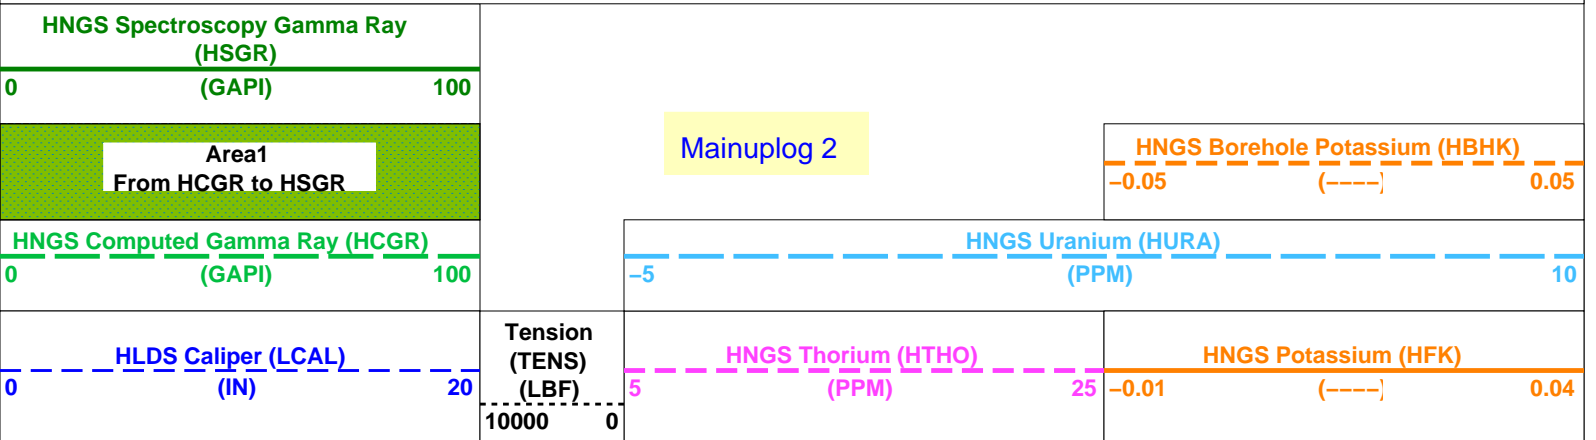 HNGS Spectroscopy Gamma Ray
(HSGR)
0 (GAPI) 100
Area1
From HCGR to HSGR
Mainuplog 2
HNGS Borehole Potassium (HBHK)
−0.05 (−−−−) 0.05
HNGS Computed Gamma Ray (HCGR)
0 (GAPI) 100
HNGS Uranium (HURA)
−5 (PPM) 10
HLDS Caliper (LCAL)
0 (IN) 20
Tension
(TENS)
(LBF)
10000 0
HNGS Thorium (HTHO)
5 (PPM) 25
HNGS Potassium (HFK)
−0.01 (−−−−) 0.04